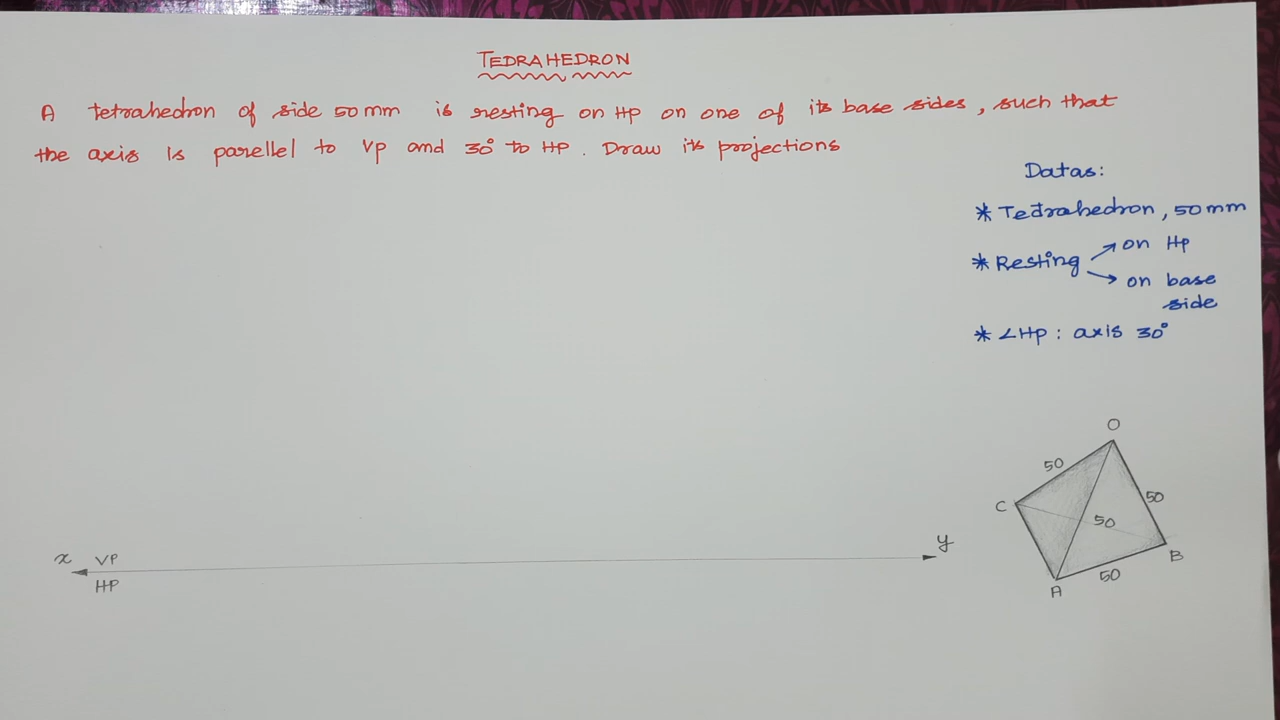 TEDRAHEDRON
A tetrahedron of side 50 mm is resting on HP on one of its base sides, such that
the axis is parellel to VP and 30° to HP. Draw its projections
Datas:
* Tedrahedron, 50 mm
* Resting → on HP
→ on base
side
* ∠HP: axis 30°
O
50
C
50
50
x VP
y
B
HP
50
A